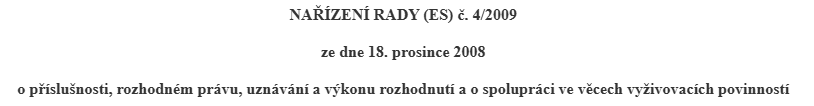 NAŘÍZENÍ RADY (ES) č. 4/2009
ze dne 18. prosince 2008
o příslušnosti, rozhodném právu, uznávání a výkonu rozhodnutí a o spolupráci ve věcech vyživovacích povinností